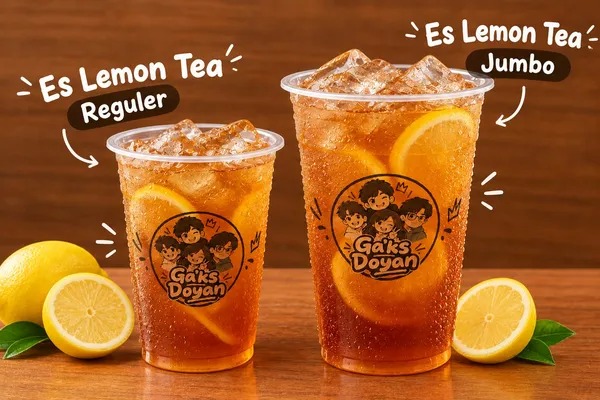 Es Lemon Tea
Reguler
Es Lemon Tea
Jumbo
Gaks
Doyan
Gaks
Doyan